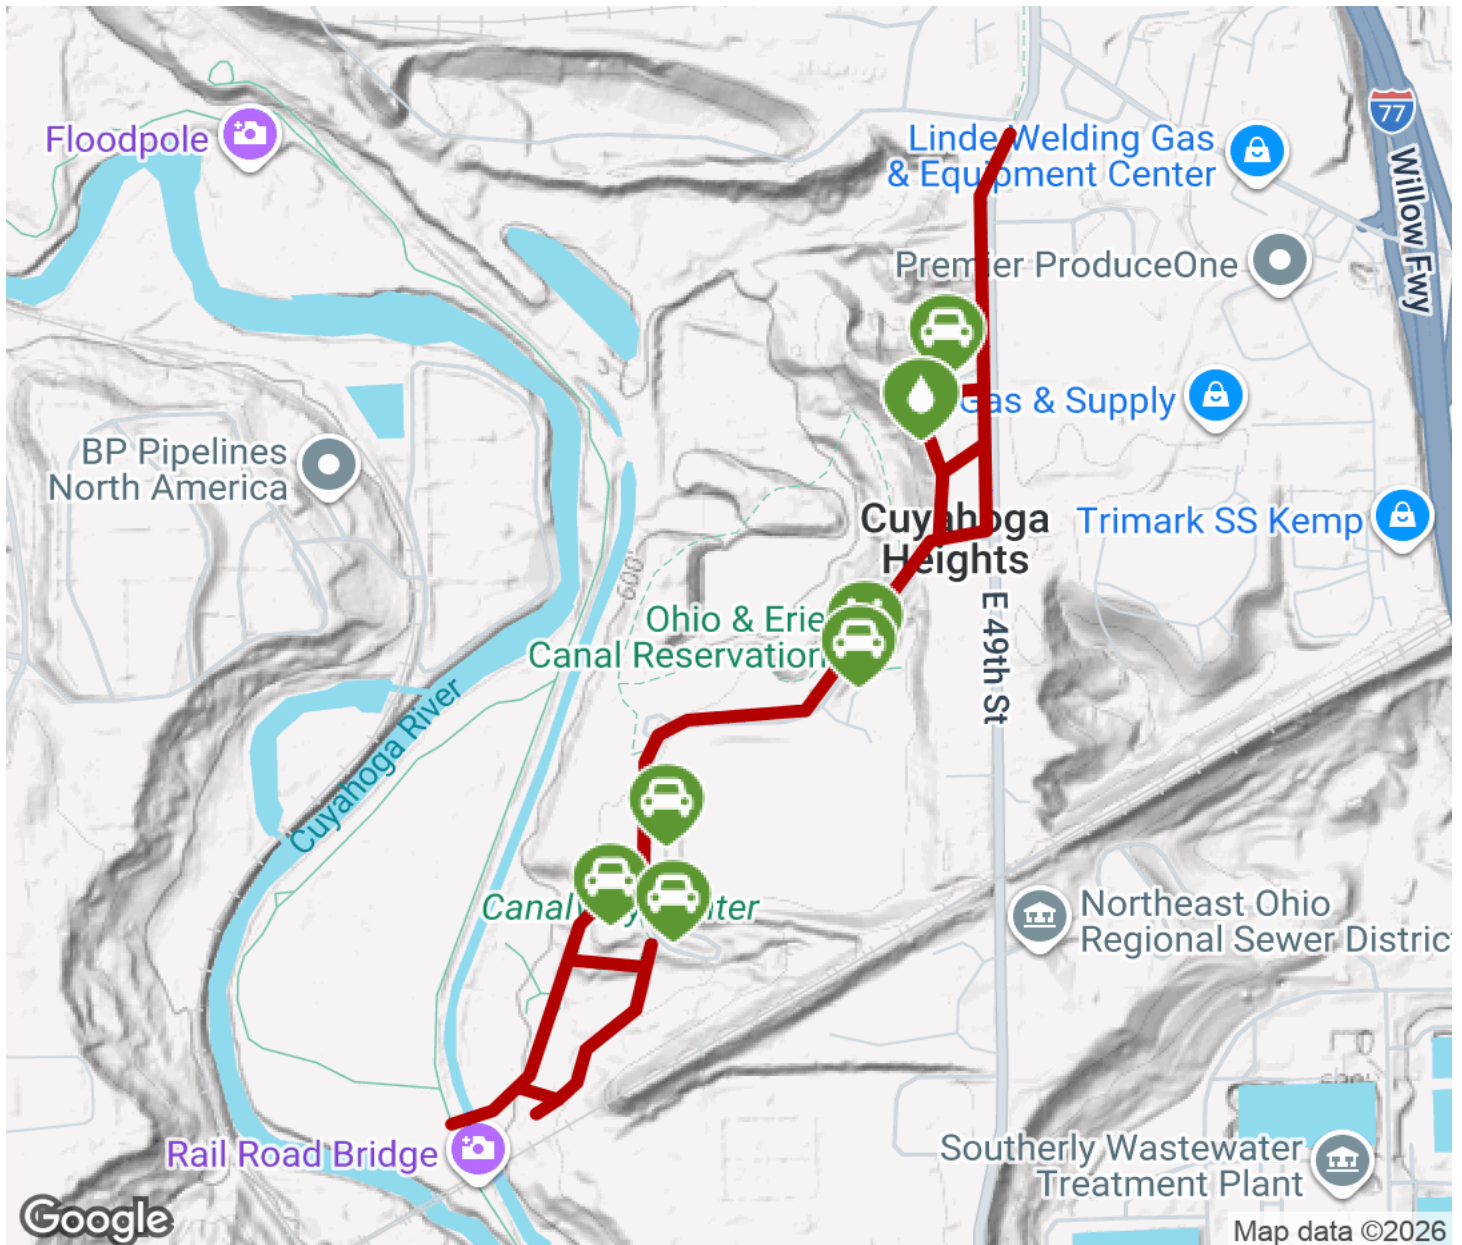 77
Willow Fwy
Floodpole
Linde Welding Gas
& Equipment Center
Premier ProduceOne
Gas & Supply
BP Pipelines
North America
Cuyahoga
Heights
Trimark SS Kemp
600'
Ohio & Erie
Canal Reservation
E 49th St
Cuyahoga River
Northeast Ohio
Regional Sewer Distric
Southerly Wastewater
Treatment Plant
Rail Road Bridge
Google
Map data ©2026